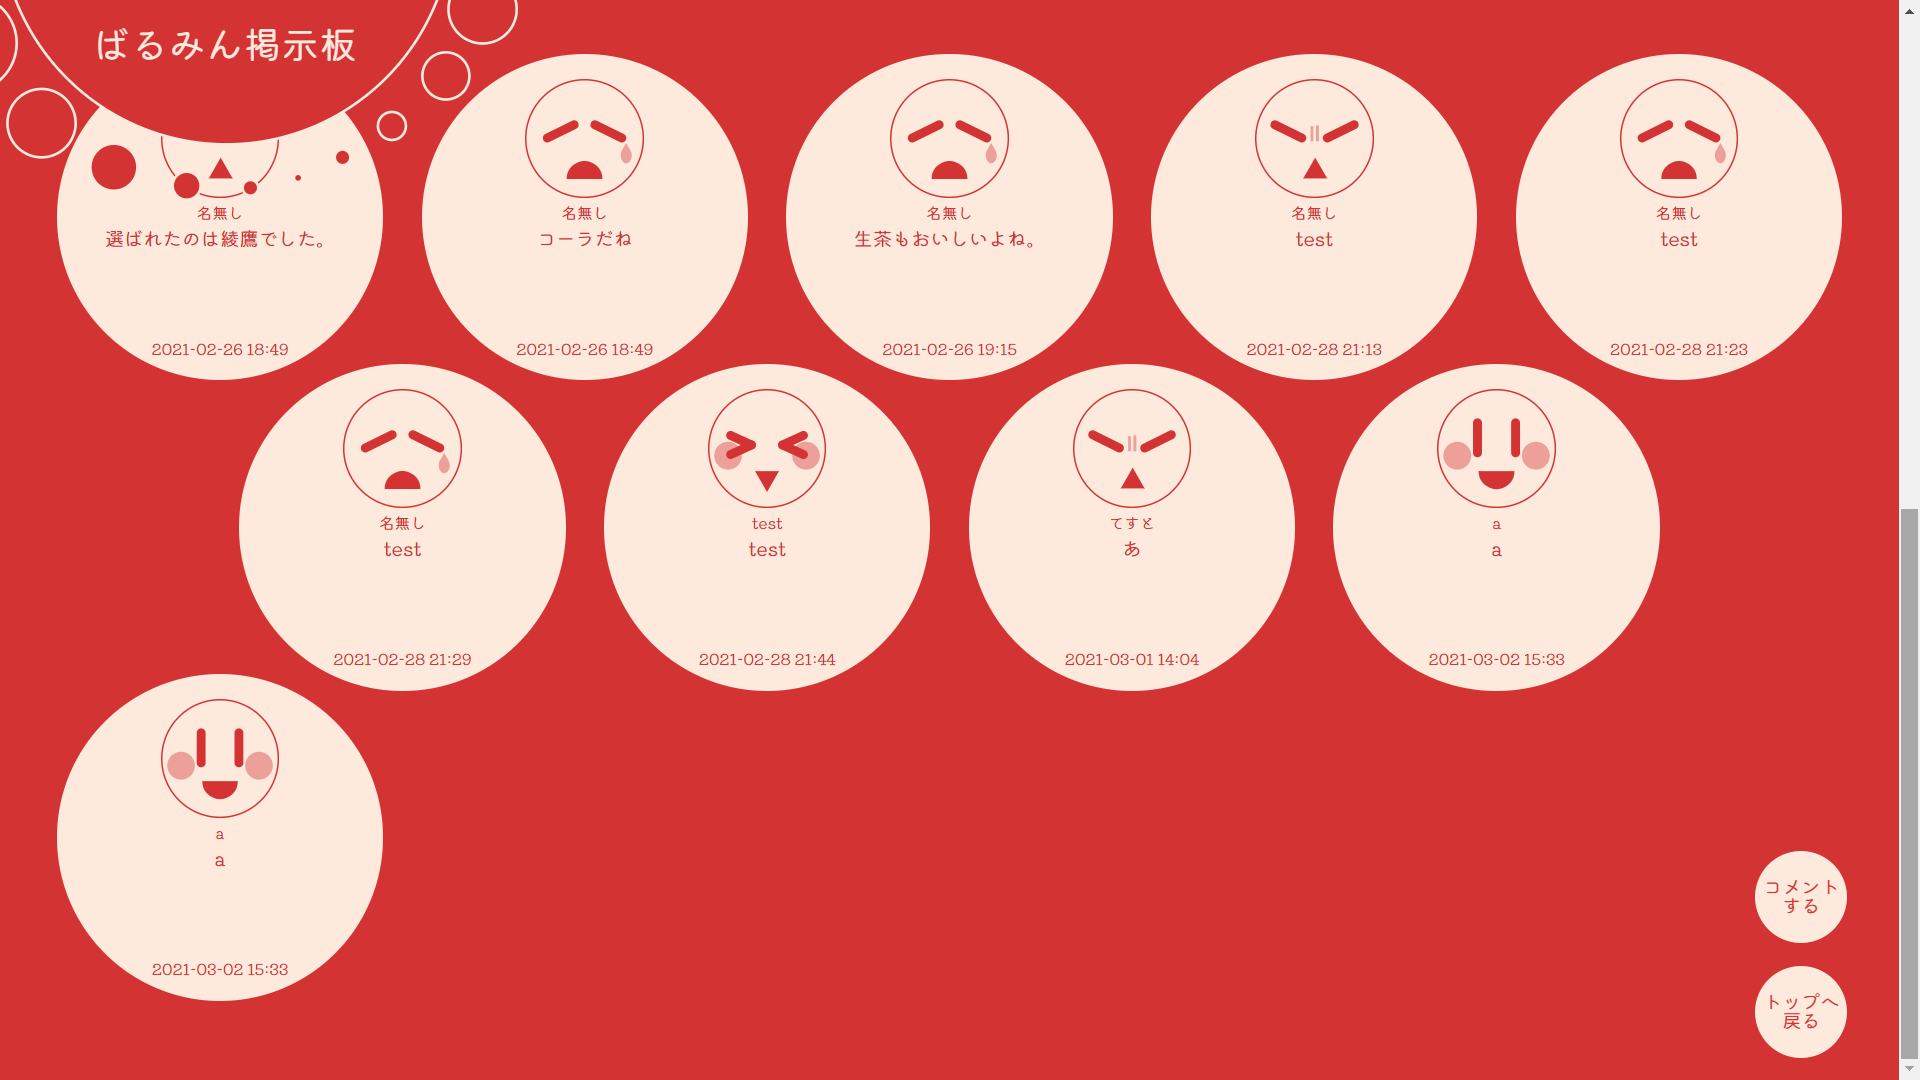 ばるみん掲示板
名無し
選ばれたのは綾鷹でした。
2021-02-26 18:49
名無し
コーラだね
2021-02-26 18:49
名無し
生茶もおいしいよね。
2021-02-26 19:15
名無し
test
2021-02-28 21:13
名無し
test
2021-02-28 21:23
名無し
test
2021-02-28 21:29
test
test
2021-02-28 21:44
てすと
あ
2021-03-01 14:04
a
a
2021-03-02 15:33
a
a
2021-03-02 15:33
コメント
する
トップへ
戻る